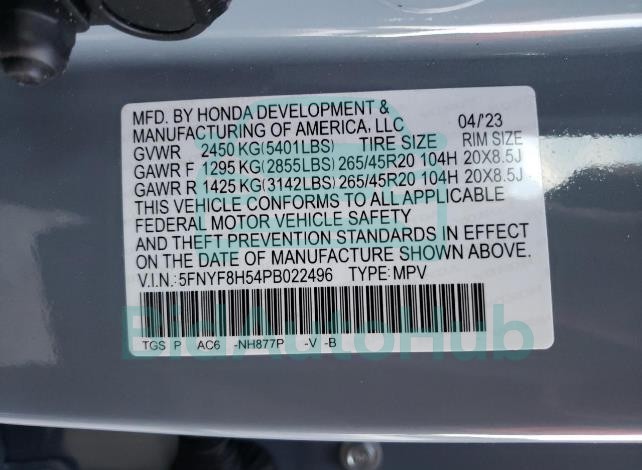 MFD. BY HONDA DEVELOPMENT &
MANUFACTURING OF AMERICA, LLC 04/'23
GVWR 2450 KG(5401LBS) TIRE SIZE RIM SIZE
GAWR F 1295 KG(2855LBS) 265/45R20 104H 20X8.5J
GAWR R 1425 KG(3142LBS) 265/45R20 104H 20X8.5J
THIS VEHICLE CONFORMS TO ALL APPLICABLE
FEDERAL MOTOR VEHICLE SAFETY
AND THEFT PREVENTION STANDARDS IN EFFECT
ON THE DATE OF MANUFACTURE SHOWN ABOVE.
V.I.N.:5FNYF8H54PB022496 TYPE:MPV
BidAutoHub
TGS P AC6 -NH877P -V -B